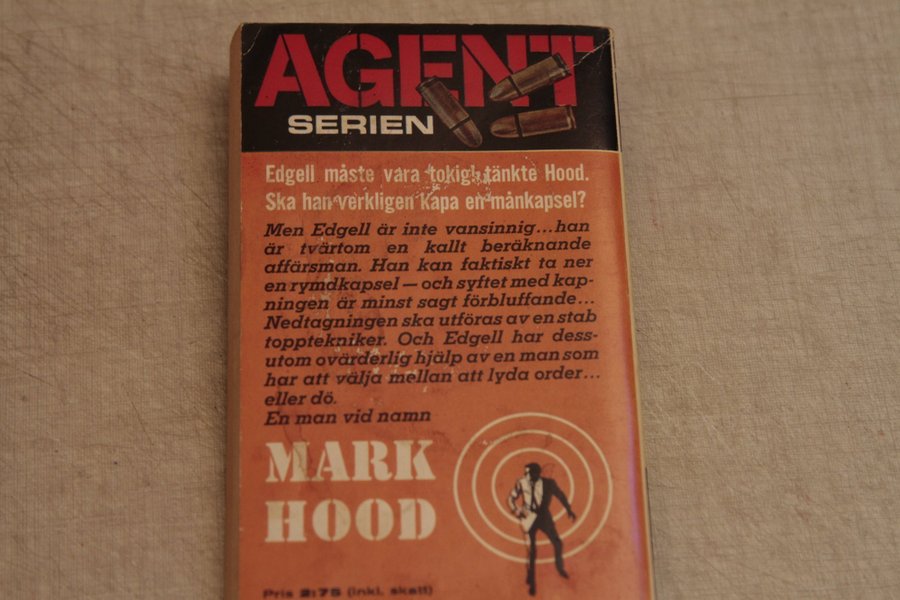 AGENT
SERIEN
Edgell måste vara tokig! tänkte Hood.
Ska han verkligen kapa en månkapsel?
Men Edgell är inte vansinnig...han
är tvärtom en kallt beräknande
affärsman. Han kan faktiskt ta ner
en rymdkapsel — och syftet med kap-
ningen är minst sagt förbluffande...
Nedtagningen ska utföras av en stab
topptekniker. Och Edgell har dess-
utom ovärderlig hjälp av en man som
har att välja mellan att lyda order...
eller dö.
En man vid namn
MARK
HOOD
Pris 2:75 (inkl. skatt)